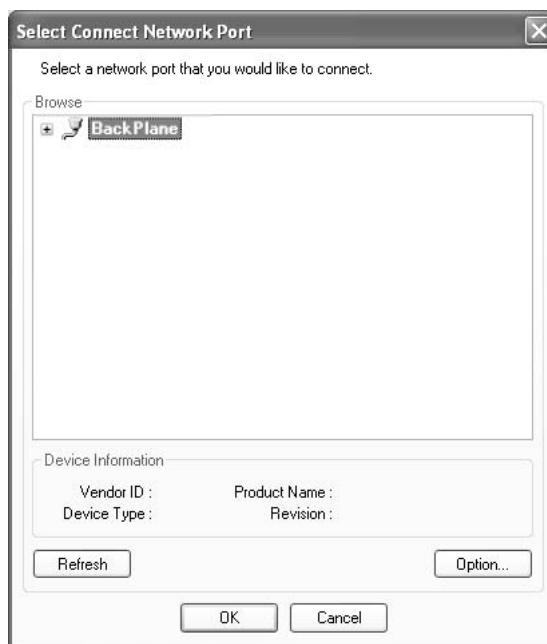 Select Connect Network Port
Select a network port that you would like to connect.
Browse
BackPlane
Device Information
Vendor ID : Product Name :
Device Type : Revision :
Refresh Option...
OK Cancel